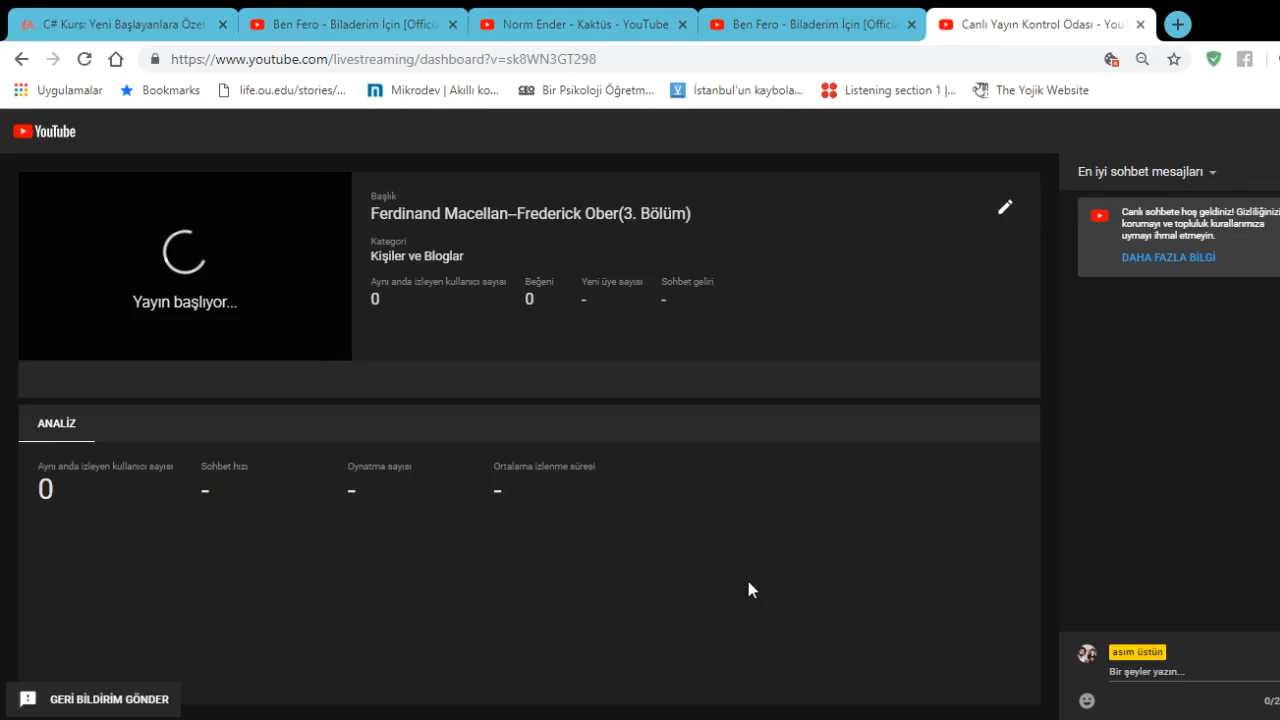 C# Kurs: Yeni Başlayanlara Özel
Ben Fero - Biladerim İçin [Officia
Norm Ender - Kaktüs - YouTube
Ben Fero - Biladerim İçin [Officia
Canlı Yayın Kontrol Odası - YouT
https://www.youtube.com/livestreaming/dashboard?v=sk8WN3GT298
Uygulamalar
Bookmarks
life.ou.edu/stories/...
Mikrodev | Akıllı ko...
Bir Psikoloji Öğretm...
İstanbul'un kaybola...
Listening section 1 |...
The Yojik Website
YouTube
Yayın başlıyor...
Başlık
Ferdinand Macellan--Frederick Ober(3. Bölüm)
Kategori
Kişiler ve Bloglar
Aynı anda izleyen kullanıcı sayısı
Beğeni
Yeni üye sayısı
Sohbet geliri
0
0
-
-
ANALİZ
Aynı anda izleyen kullanıcı sayısı
Sohbet hızı
Oynatma sayısı
Ortalama izlenme süresi
0
-
-
-
GERİ BİLDİRİM GÖNDER
En iyi sohbet mesajları
Canlı sohbete hoş geldiniz! Gizliliğinizi
korumayı ve topluluk kurallarımıza
uymayı ihmal etmeyin.
DAHA FAZLA BİLGİ
asım üstün
Bir şeyler yazın...
0/2